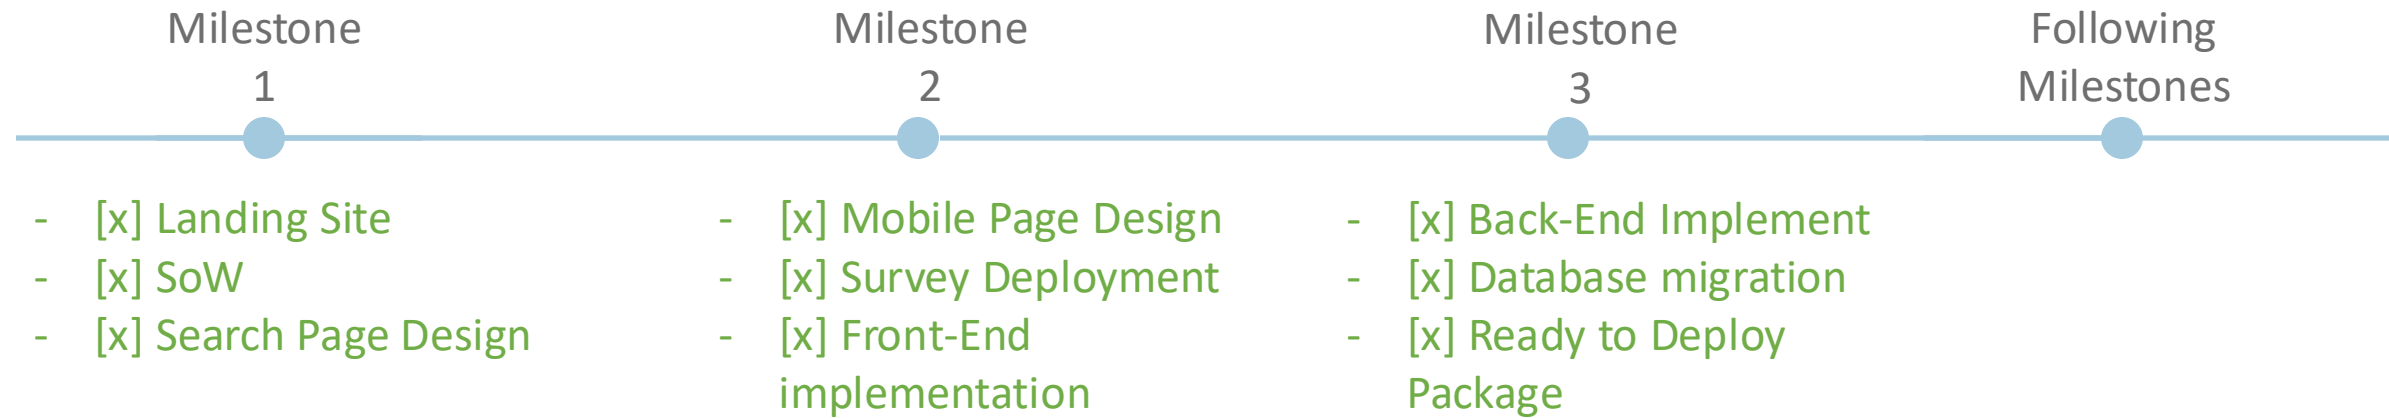 Milestone
1
- [x] Landing Site
- [x] SoW
- [x] Search Page Design
Milestone
2
- [x] Mobile Page Design
- [x] Survey Deployment
- [x] Front-End
implementation
Milestone
3
- [x] Back-End Implement
- [x] Database migration
- [x] Ready to Deploy
Package
Following
Milestones